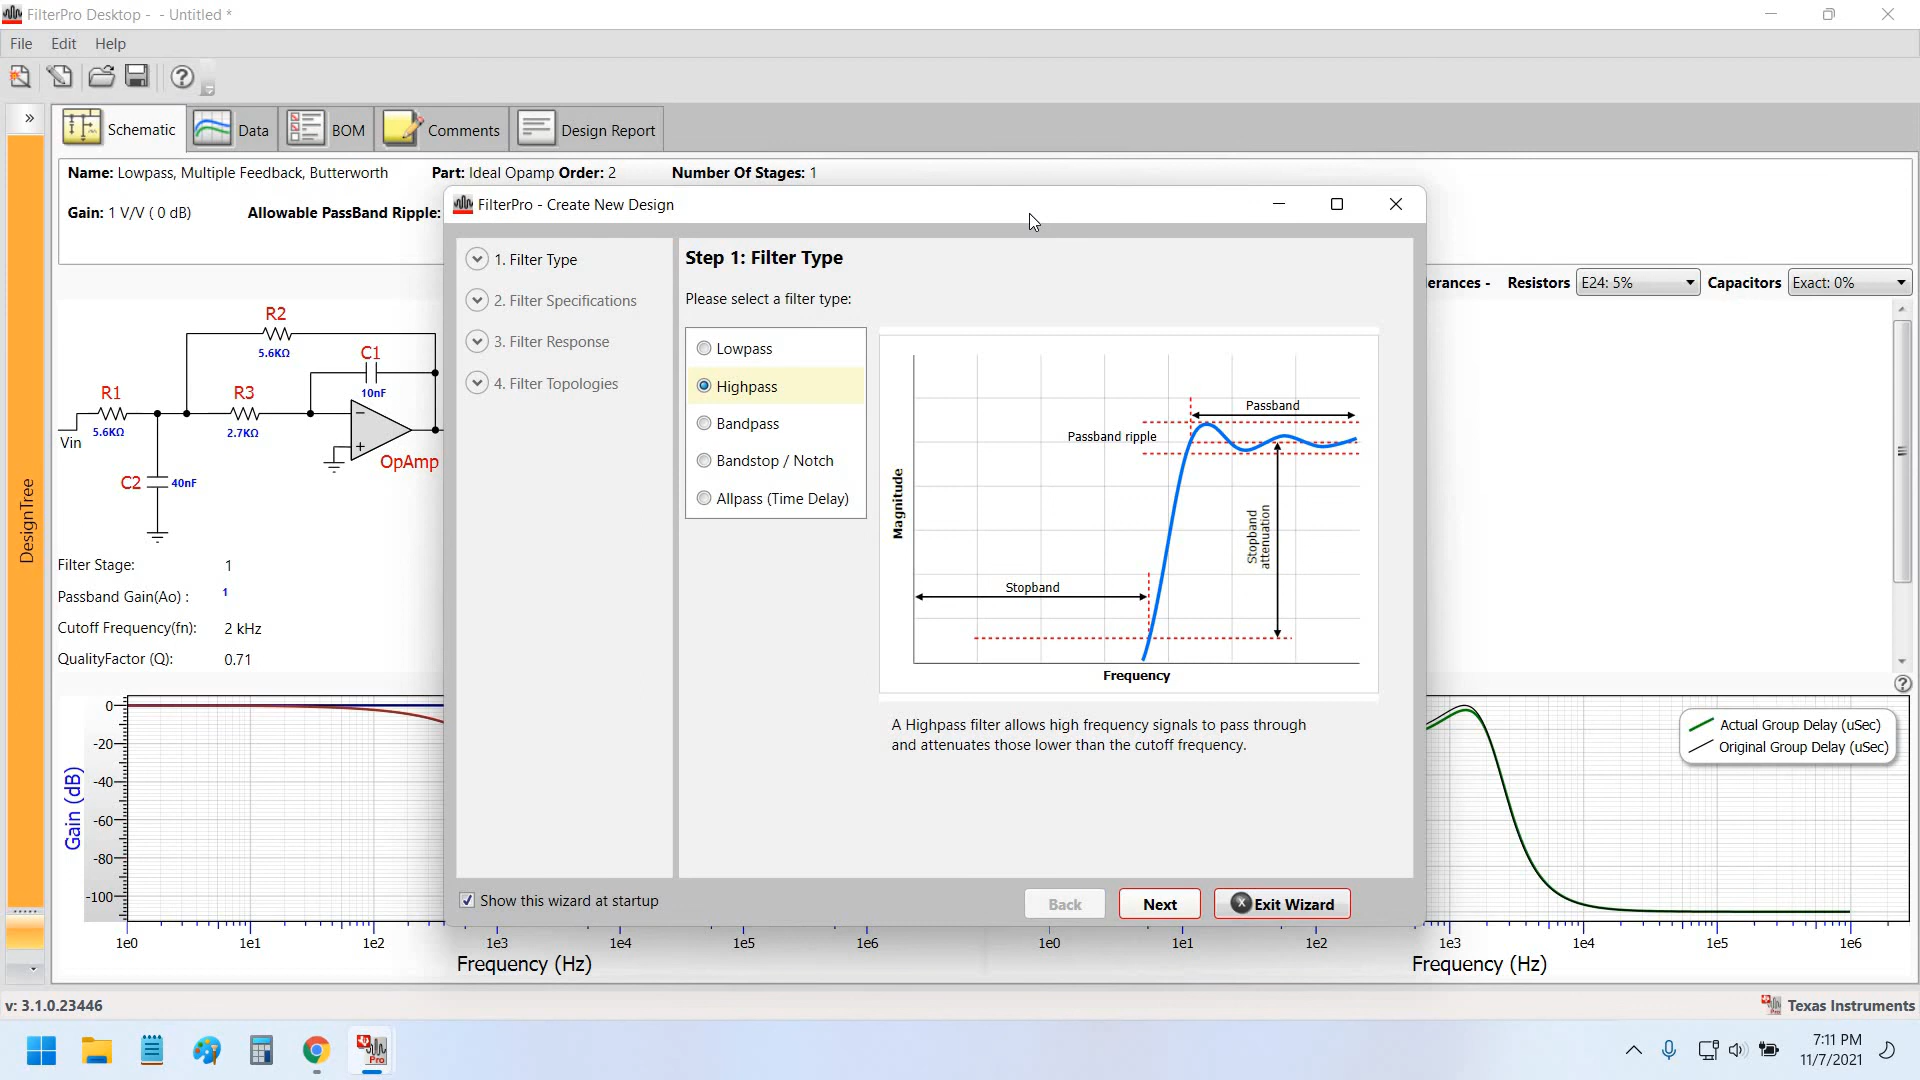 FilterPro Desktop -  - Untitled *
File Edit Help
Schematic Data BOM Comments Design Report
Name: Lowpass, Multiple Feedback, Butterworth Part: Ideal Opamp Order: 2 Number Of Stages: 1
Gain: 1 V/V ( 0 dB) Allowable PassBand Ripple:
erances - Resistors E24: 5% Capacitors Exact: 0%
DesignTree
R2
5.6KΩ
C1
10nF
R1
5.6KΩ
R3
2.7KΩ
Vin
OpAmp
C2 40nF
Filter Stage: 1
Passband Gain(Ao) : 1
Cutoff Frequency(fn): 2 kHz
QualityFactor (Q): 0.71
FilterPro - Create New Design
1. Filter Type
2. Filter Specifications
3. Filter Response
4. Filter Topologies
Step 1: Filter Type
Please select a filter type:
Lowpass
Highpass
Bandpass
Bandstop / Notch
Allpass (Time Delay)
Passband
Passband ripple
Magnitude
Stopband
attenuation
Stopband
Frequency
A Highpass filter allows high frequency signals to pass through
and attenuates those lower than the cutoff frequency.
Show this wizard at startup
Back Next X Exit Wizard
Gain (dB)
0
-20
-40
-60
-80
-100
1e0 1e1 1e2 1e3 1e4 1e5 1e6
Frequency (Hz)
Actual Group Delay (uSec)
Original Group Delay (uSec)
1e0 1e1 1e2 1e3 1e4 1e5 1e6
Frequency (Hz)
v: 3.1.0.23446
Texas Instruments
Pro
7:11 PM
11/7/2021